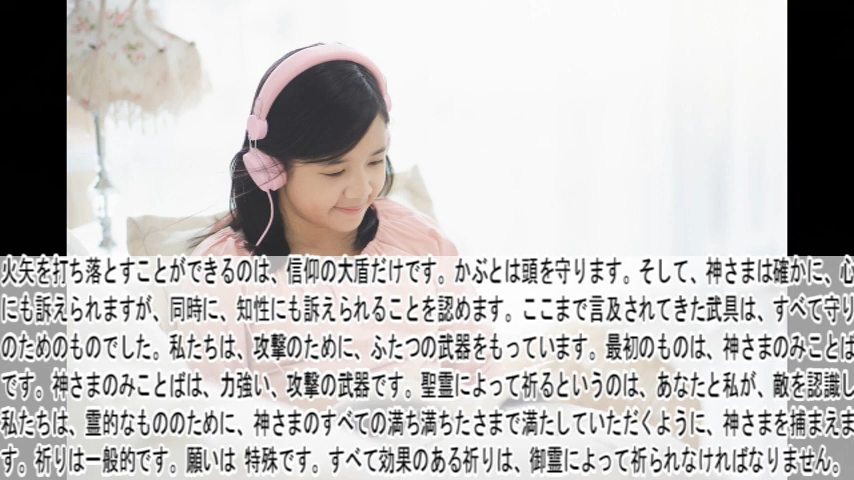 火矢を打ち落とすことができるのは、信仰の大盾だけです。かぶとは頭を守ります。そして、神さまは確かに、心
にも訴えられますが、同時に、知性にも訴えられることを認めます。ここまで言及されてきた武具は、すべて守り
のためのものでした。私たちは、攻撃のために、ふたつの武器をもっています。最初のものは、神さまのみことば
です。神さまのみことばは、力強い、攻撃の武器です。聖霊によって祈るというのは、あなたと私が、敵を認識し
私たちは、霊的なもののために、神さまのすべての満ち満ちたさまで満たしていただくように、神さまを捕まえま
す。祈りは一般的です。願いは 特殊です。すべて効果のある祈りは、御霊によって祈られなければなりません。